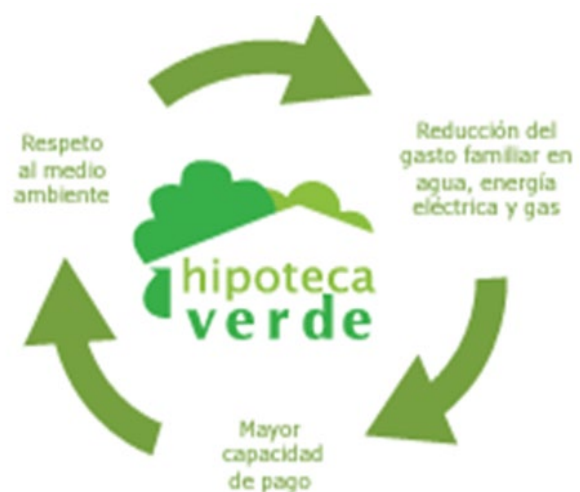 Respeto
al medio
ambiente
Reducción del
gasto familiar en
agua, energía
eléctrica y gas
hipoteca
verde
Mayor
capacidad
de pago